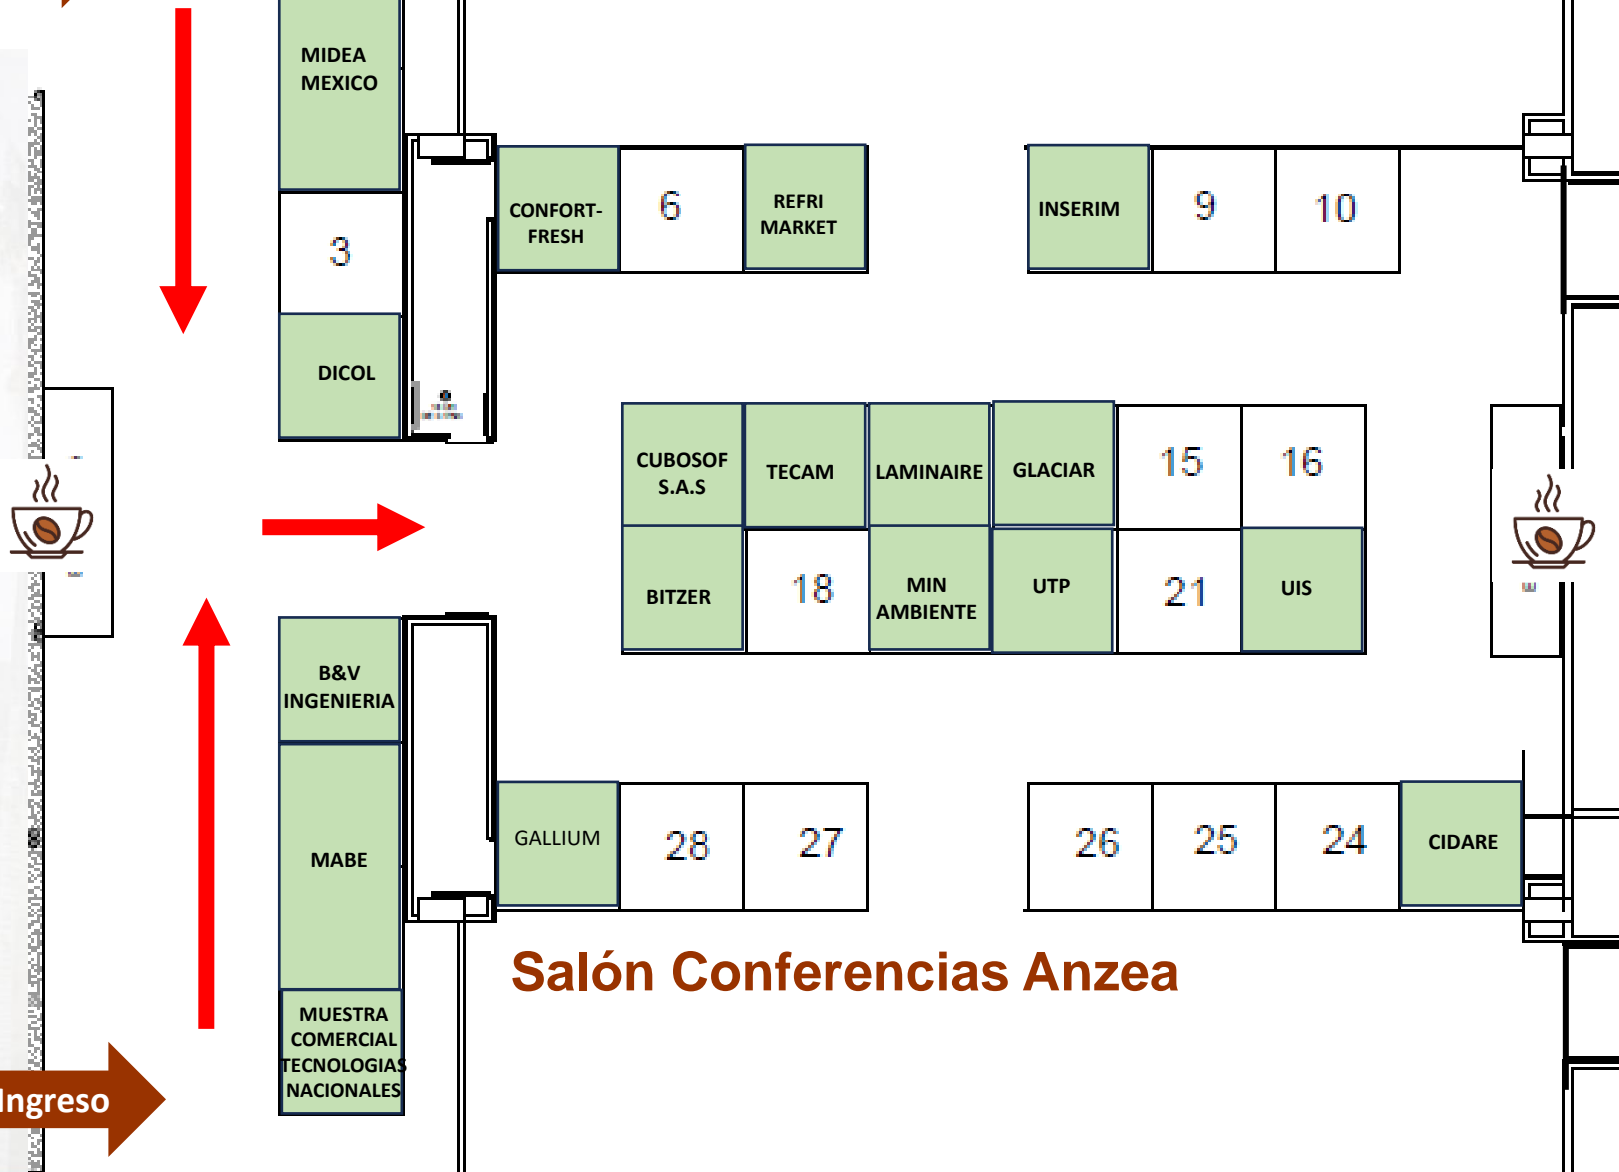 MIDEA
MEXICO
CONFORT-
FRESH
6
REFRI
MARKET
INSERIM
9
10
3
DICOL
CUBOSOF
S.A.S
TECAM
LAMINAIRE
GLACIAR
15
16
BITZER
18
MIN
AMBIENTE
UTP
21
UIS
B&V
INGENIERIA
MABE
GALLIUM
28
27
26
25
24
CIDARE
Salón Conferencias Anzea
MUESTRA
COMERCIAL
TECNOLOGIAS
NACIONALES
Ingreso